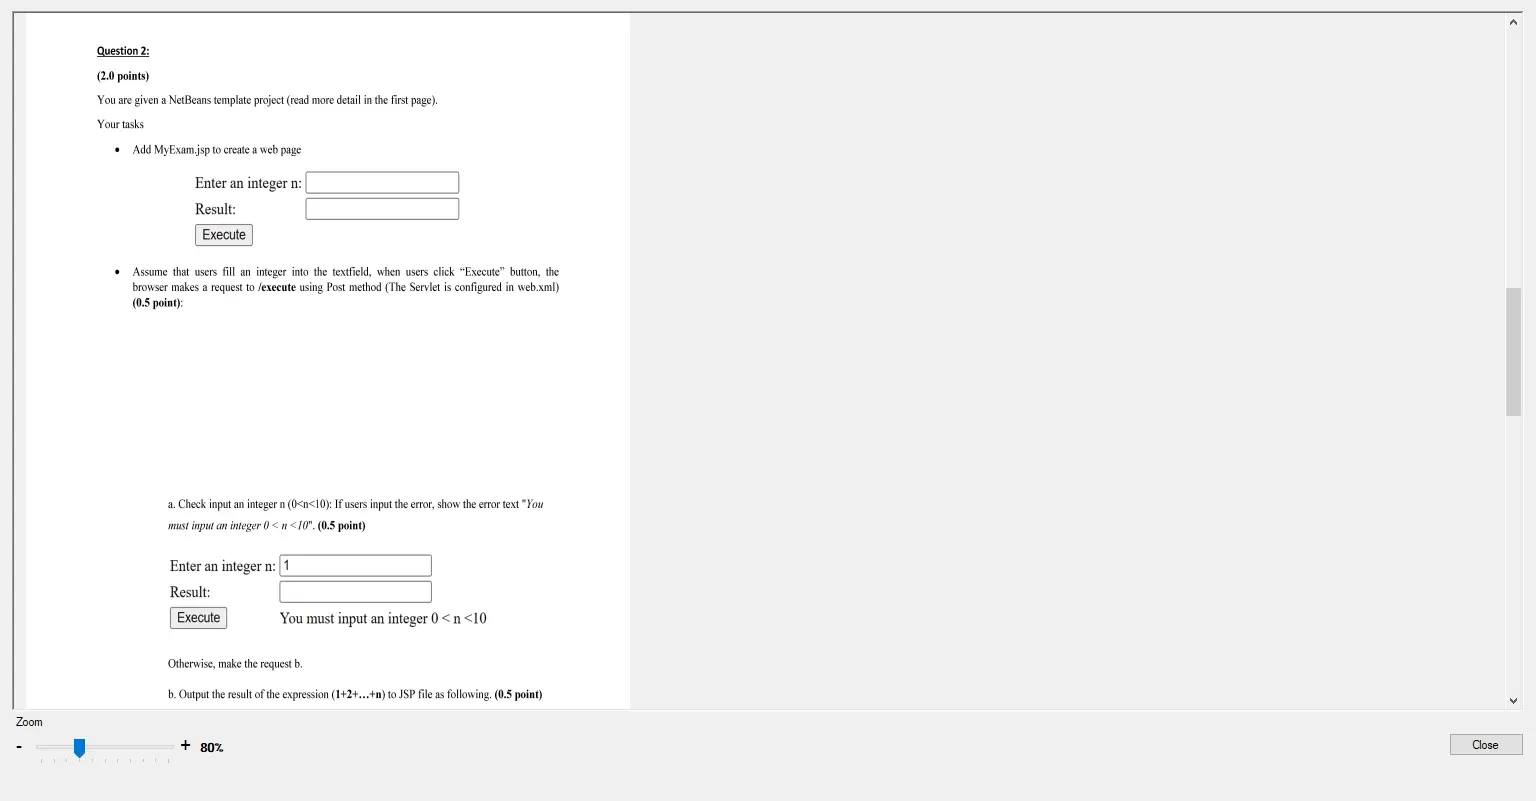 Question 2:
(2.0 points)
You are given a NetBeans template project (read more detail in the first page).
Your tasks
• Add MyExam.jsp to create a web page
Enter an integer n:
Result:
Execute
• Assume that users fill an integer into the textfield, when users click “Execute” button, the
browser makes a request to /execute using Post method (The Servlet is configured in web.xml)
(0.5 point):
a. Check input an integer n (0<n<10): If users input the error, show the error text "You
must input an integer 0 < n <10". (0.5 point)
Enter an integer n: 1
Result:
Execute You must input an integer 0 < n <10
Otherwise, make the request b.
b. Output the result of the expression (1+2+…+n) to JSP file as following. (0.5 point)
Zoom
- + 80%
Close